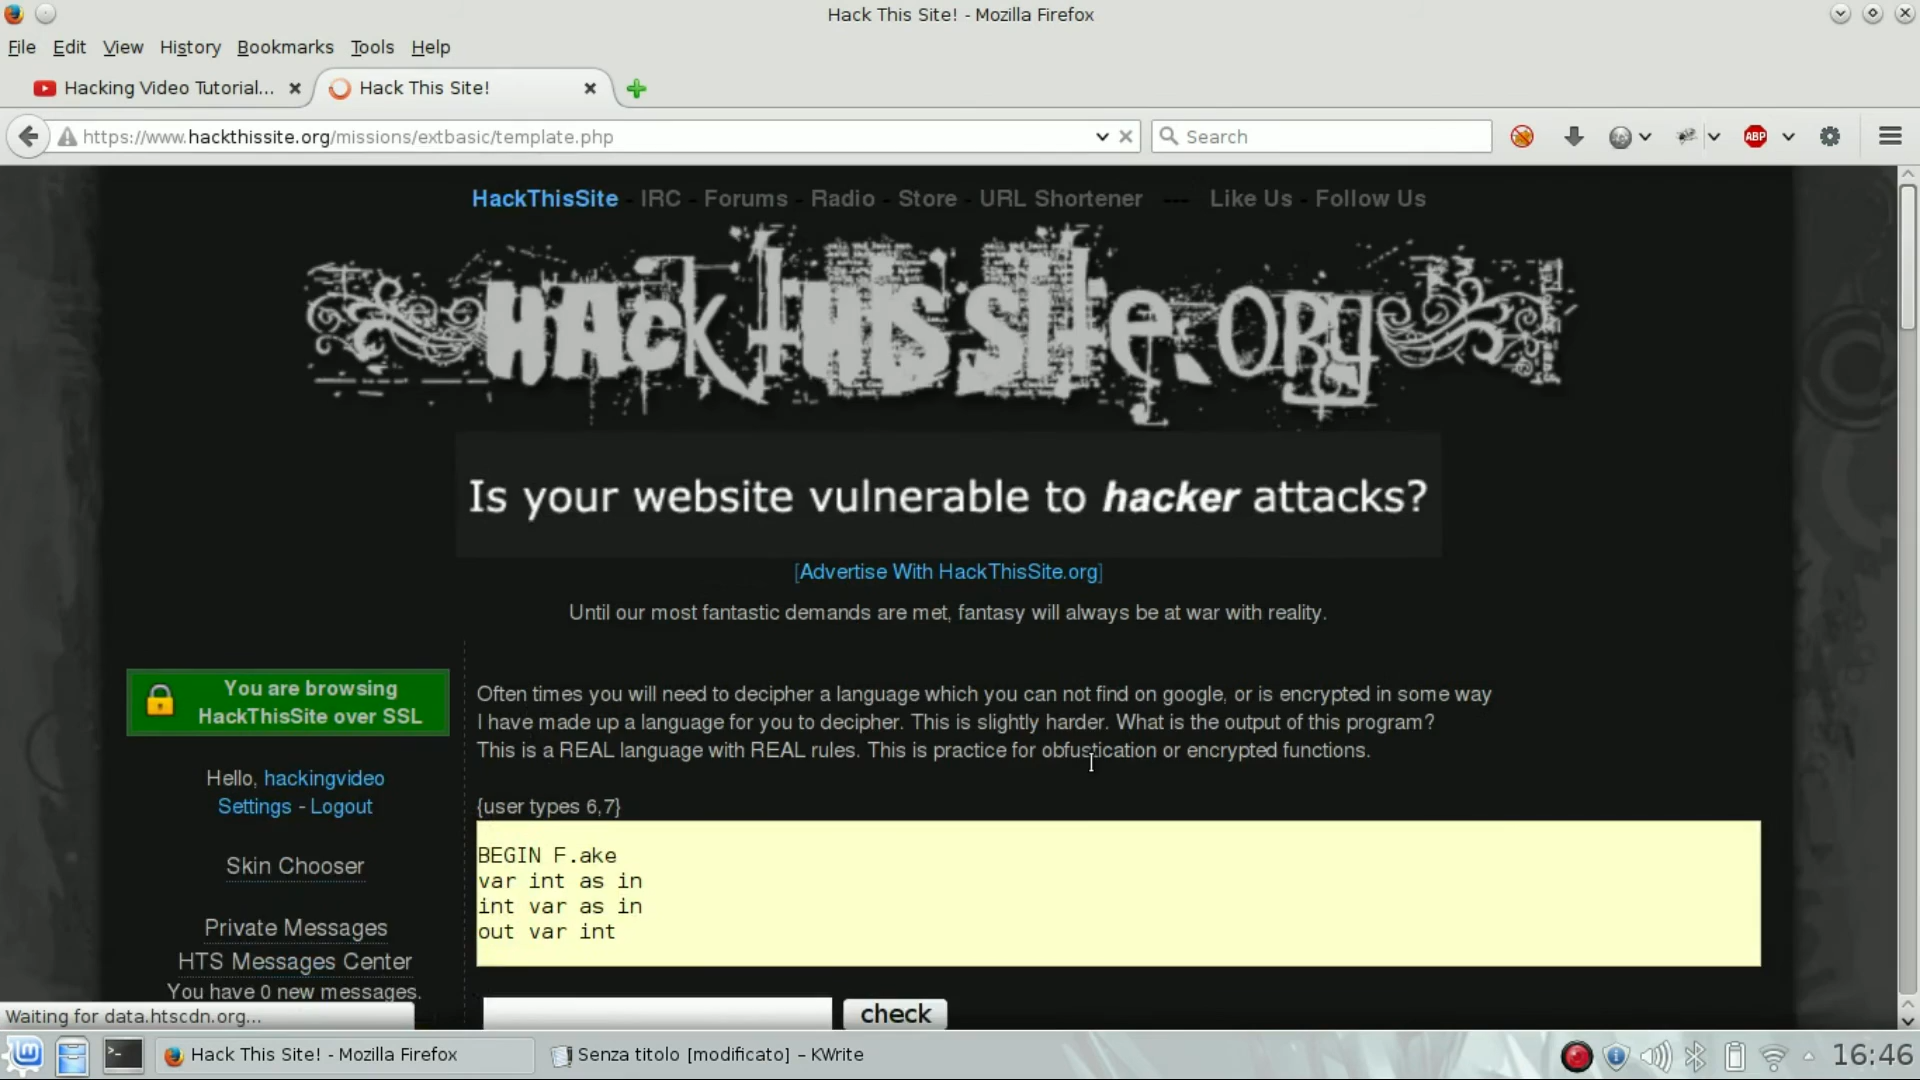 Hack This Site! - Mozilla Firefox
File Edit View History Bookmarks Tools Help
Hacking Video Tutorial... Hack This Site!
https://www.hackthissite.org/missions/extbasic/template.php Search ABP
HackThisSite - IRC - Forums - Radio - Store - URL Shortener --- Like Us - Follow Us
HACK THIS SITE.ORG
Is your website vulnerable to hacker attacks?
[Advertise With HackThisSite.org]
Until our most fantastic demands are met, fantasy will always be at war with reality.
You are browsing
HackThisSite over SSL
Hello, hackingvideo
Settings - Logout
Skin Chooser
Private Messages
HTS Messages Center
You have 0 new messages.
Often times you will need to decipher a language which you can not find on google, or is encrypted in some way
I have made up a language for you to decipher. This is slightly harder. What is the output of this program?
This is a REAL language with REAL rules. This is practice for obfustication or encrypted functions.
{user types 6,7}
BEGIN F.ake
var int as in
int var as in
out var int
check
Waiting for data.htscdn.org...
Hack This Site! - Mozilla Firefox Senza titolo [modificato] – KWrite 16:46